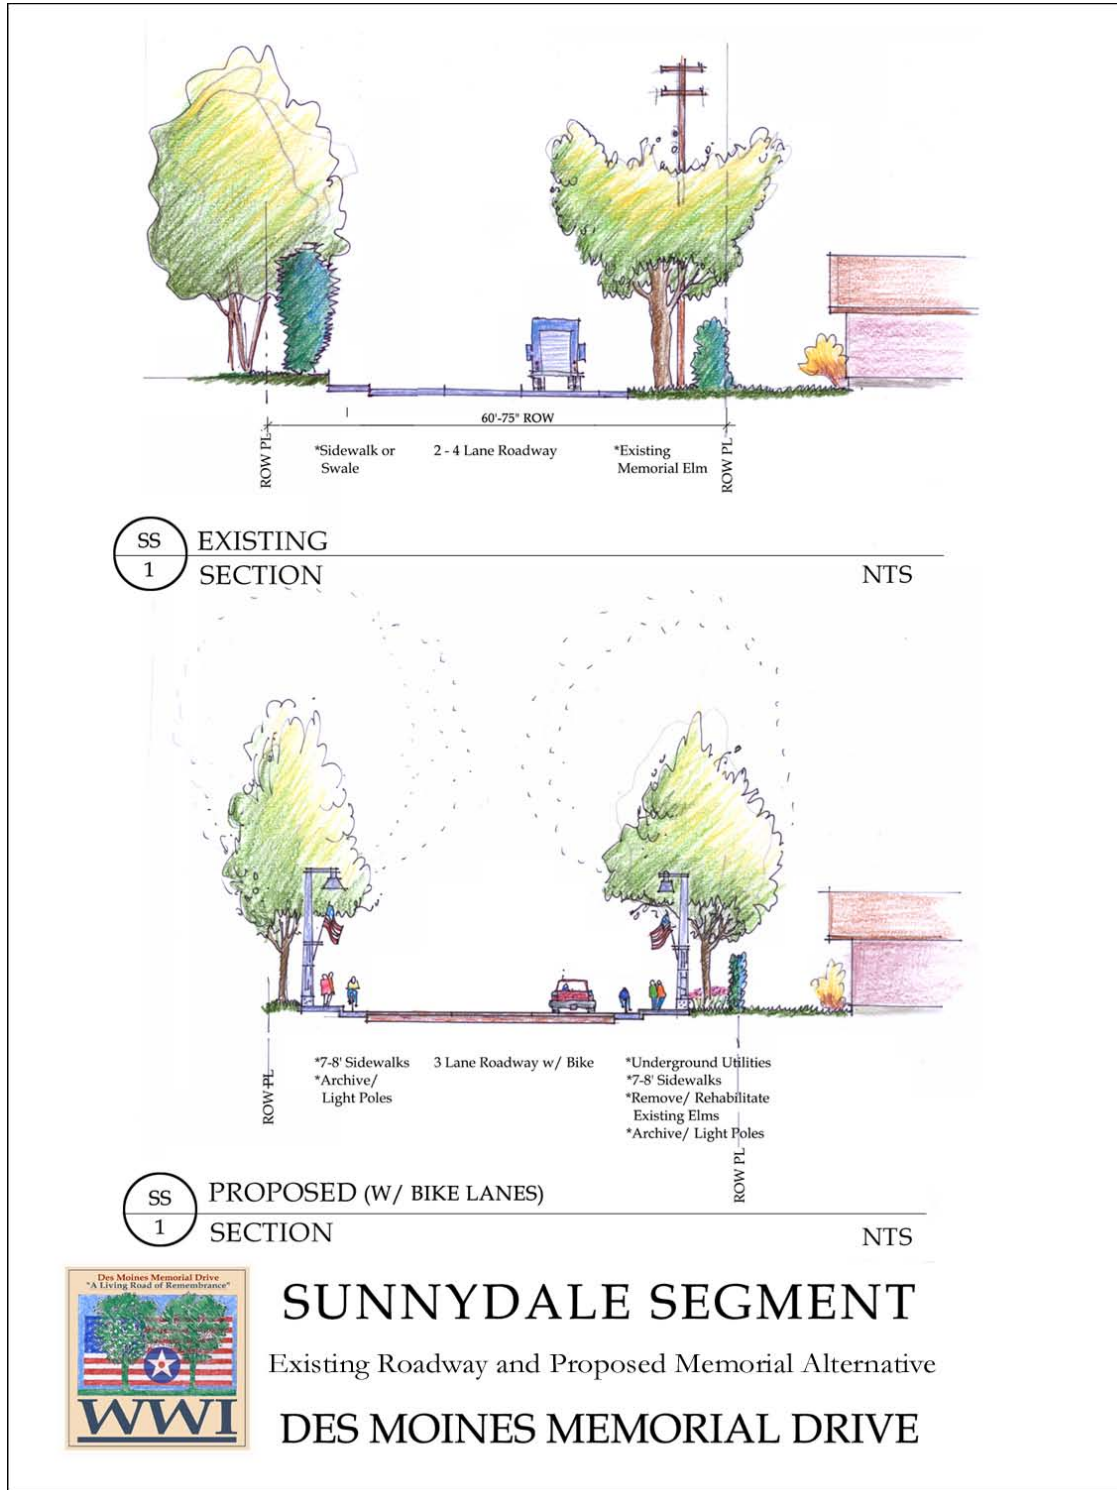 60'-75" ROW
ROW PL
*Sidewalk or
Swale
2 - 4 Lane Roadway
*Existing
Memorial Elm
ROW PL
SS
1
EXISTING
SECTION
NTS
ROW PL
*7-8' Sidewalks
*Archive/
Light Poles
3 Lane Roadway w/ Bike
*Underground Utilities
*7-8' Sidewalks
*Remove/ Rehabilitate
Existing Elms
*Archive/ Light Poles
ROW PL
SS
1
PROPOSED (W/ BIKE LANES)
SECTION
NTS
Des Moines Memorial Drive
"A Living Road of Remembrance"
WWI
SUNNYDALE SEGMENT
Existing Roadway and Proposed Memorial Alternative
DES MOINES MEMORIAL DRIVE